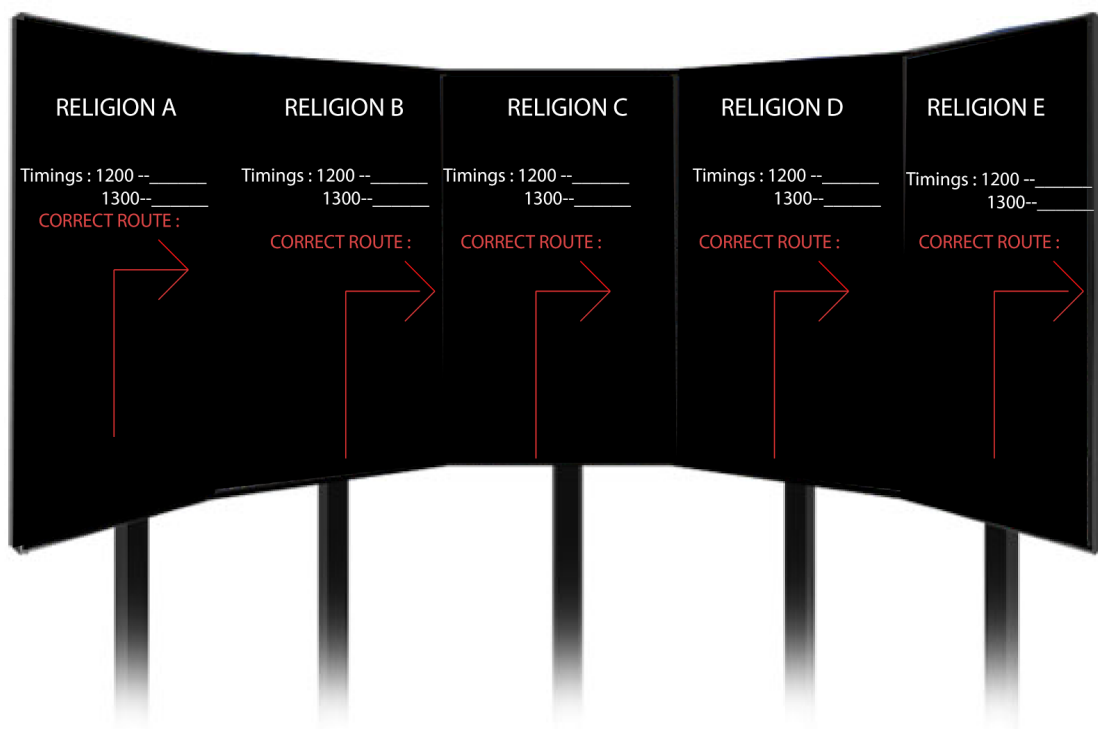 RELIGION A
Timings : 1200 --______
1300--______
CORRECT ROUTE :
RELIGION B
Timings : 1200 --______
1300--______
CORRECT ROUTE :
RELIGION C
Timings : 1200 --______
1300--______
CORRECT ROUTE :
RELIGION D
Timings : 1200 --______
1300--______
CORRECT ROUTE :
RELIGION E
Timings : 1200 --______
1300--______
CORRECT ROUTE :